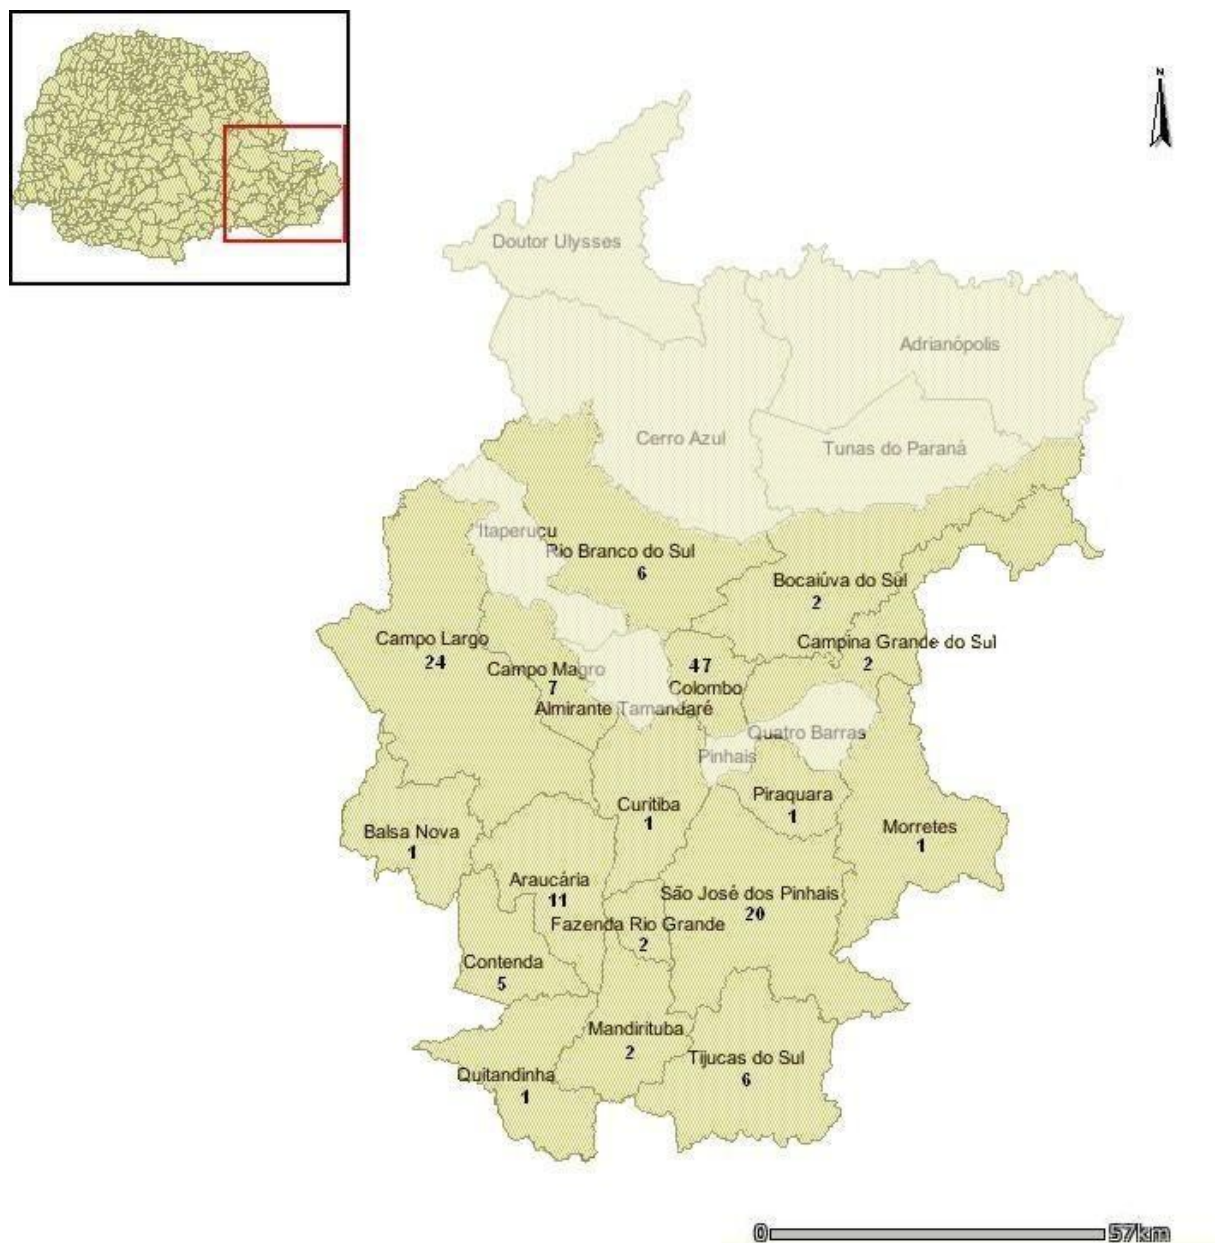 N
Doutor Ulysses
Adrianópolis
Cerro Azul
Tunas do Paraná
Itaperuçu
Rio Branco do Sul
6
Bocaiúva do Sul
2
Campo Largo
24
Campina Grande do Sul
2
Campo Magro
7
47
Colombo
Almirante Tamandaré
Quatro Barras
Pinhais
Piraquara
1
Curitiba
1
Balsa Nova
1
Morretes
1
Araucária
11
São José dos Pinhais
20
Fazenda Rio Grande
2
Contenda
5
Mandirituba
2
Tijucas do Sul
6
Quitandinha
1
0 57km